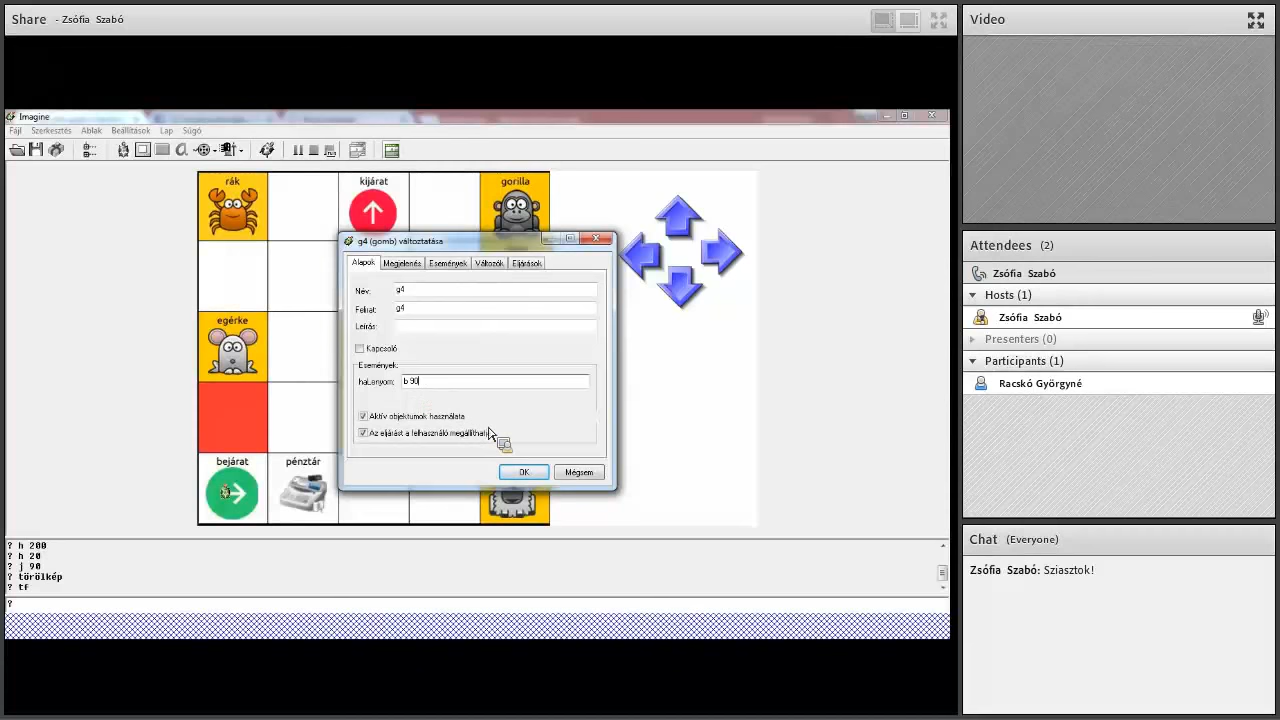 Share - Zsófia Szabó
Imagine
Fájl Szerkesztés Ablak Beállítások Lap Súgó
rák
kijárat
gorilla
egérke
bejárat
pénztár
g4 (gomb) változtatása
Alapok Megjelenés Események Változók Eljárások
Név: g4
Felirat: g4
Leírás:
Kapcsoló
Események:
haLenyom: b 90
Aktív objektumok használata
Az eljárást a felhasználó megállíthatja
OK Mégsem
? h 200
? h 20
? j 90
? törölkép
? tf
?
Video
Attendees (2)
Zsófia Szabó
Hosts (1)
Zsófia Szabó
Presenters (0)
Participants (1)
Racskó Györgyné
Chat (Everyone)
Zsófia Szabó: Sziasztok!